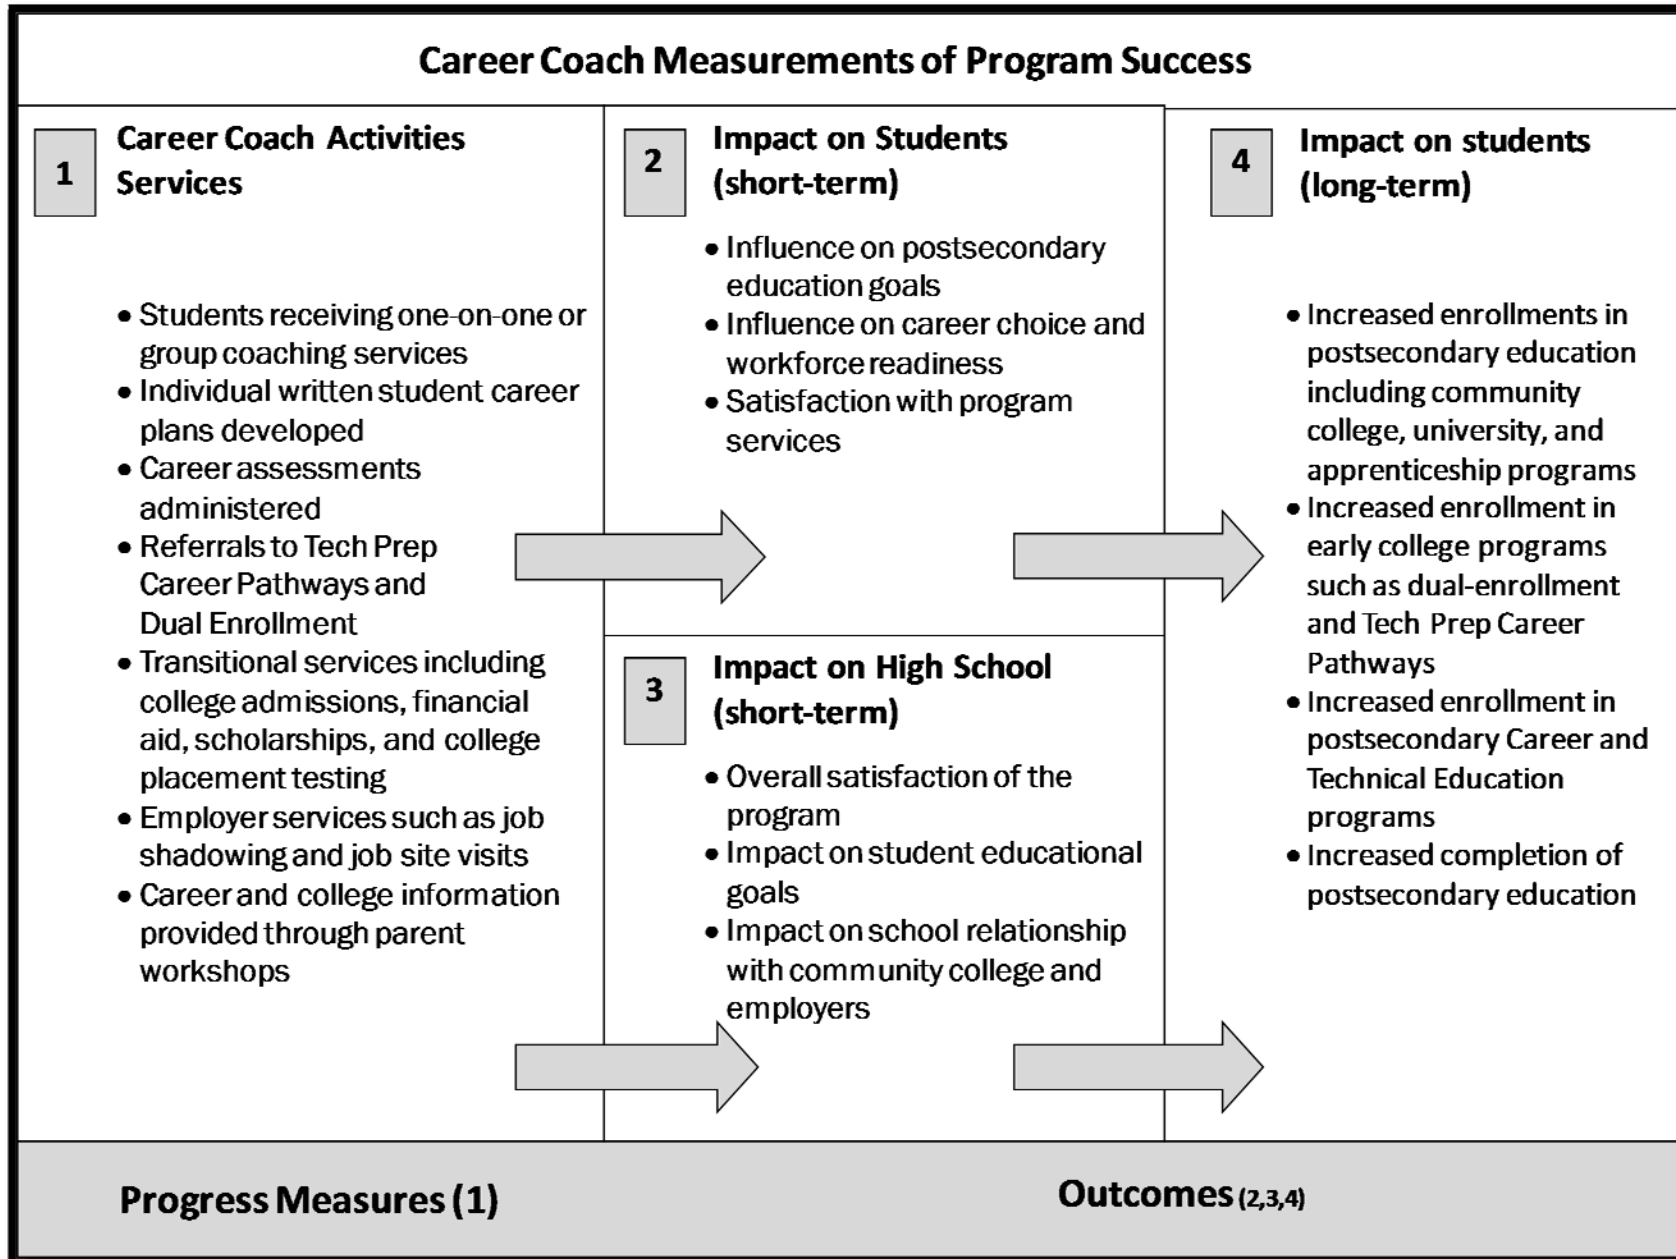 Career Coach Measurements of Program Success
1
Career Coach Activities
Services
• Students receiving one-on-one or
group coaching services
• Individual written student career
plans developed
• Career assessments
administered
• Referrals to Tech Prep
Career Pathways and
Dual Enrollment
• Transitional services including
college admissions, financial
aid, scholarships, and college
placement testing
• Employer services such as job
shadowing and job site visits
• Career and college information
provided through parent
workshops
2
Impact on Students
(short-term)
• Influence on postsecondary
education goals
• Influence on career choice and
workforce readiness
• Satisfaction with program
services
3
Impact on High School
(short-term)
• Overall satisfaction of the
program
• Impact on student educational
goals
• Impact on school relationship
with community college and
employers
4
Impact on students
(long-term)
• Increased enrollments in
postsecondary education
including community
college, university, and
apprenticeship programs
• Increased enrollment in
early college programs
such as dual-enrollment
and Tech Prep Career
Pathways
• Increased enrollment in
postsecondary Career and
Technical Education
programs
• Increased completion of
postsecondary education
Progress Measures (1)
Outcomes (2,3,4)